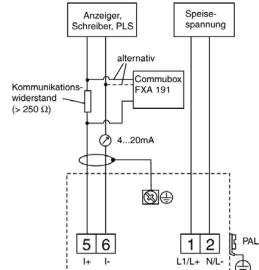 Anzeiger,
Schreiber, PLS
Speise-
spannung
alternativ
Commubox
FXA 191
Kommunikations-
widerstand
(> 250 Ω)
4...20mA
5 6
I+ I-
1 2
L1/L+ N/L-
PAL